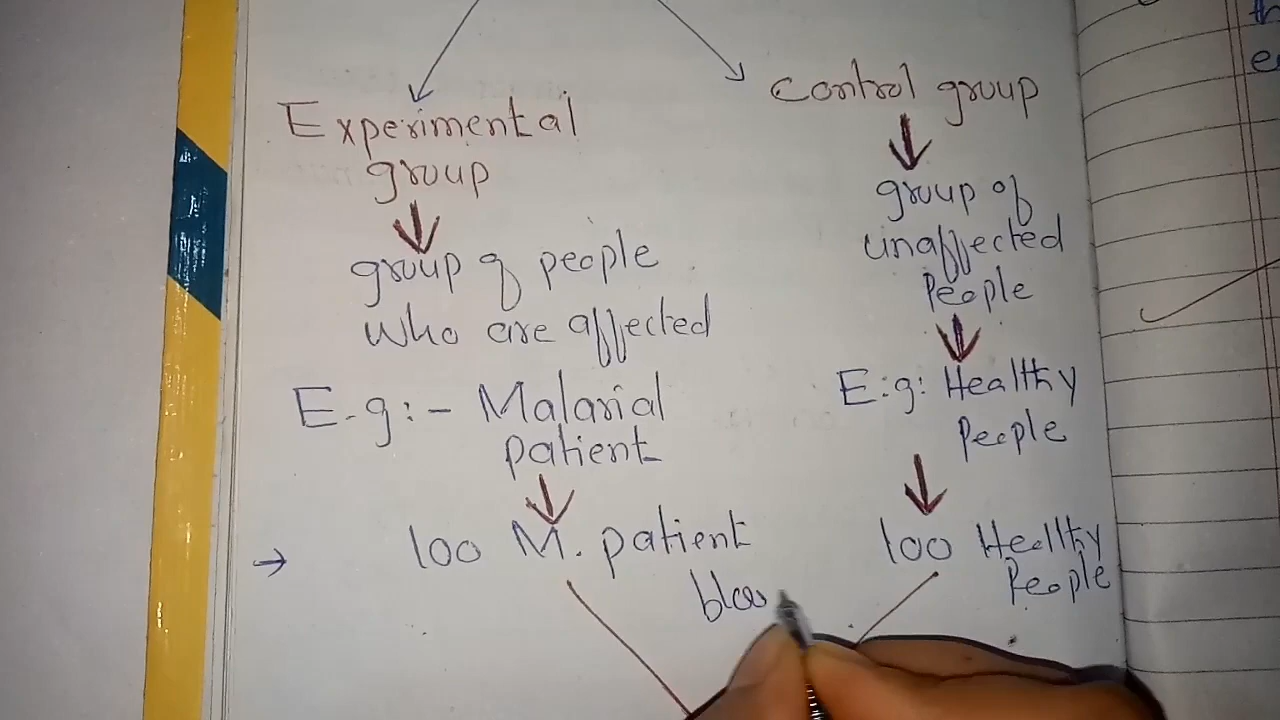 Experimental
group
group of people
who are affected
E.g:- Malarial
patient
100 M. patient
Control group
group of
unaffected
People
E.g: Healthy
People
100 Healthy
People